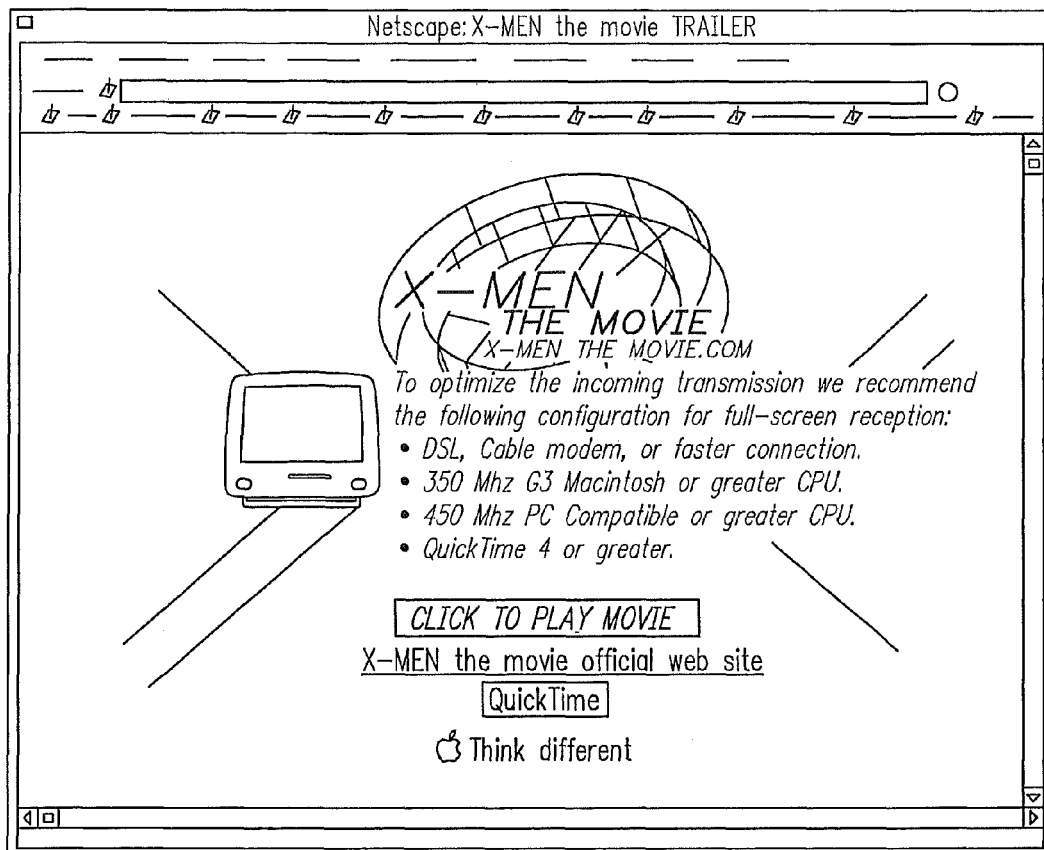 Netscape: X-MEN the movie TRAILER
X-MEN
THE MOVIE
X-MEN THE MOVIE.COM
To optimize the incoming transmission we recommend
the following configuration for full-screen reception:
• DSL, Cable modem, or faster connection.
• 350 Mhz G3 Macintosh or greater CPU.
• 450 Mhz PC Compatible or greater CPU.
• QuickTime 4 or greater.
CLICK TO PLAY MOVIE
X-MEN the movie official web site
QuickTime
Think different